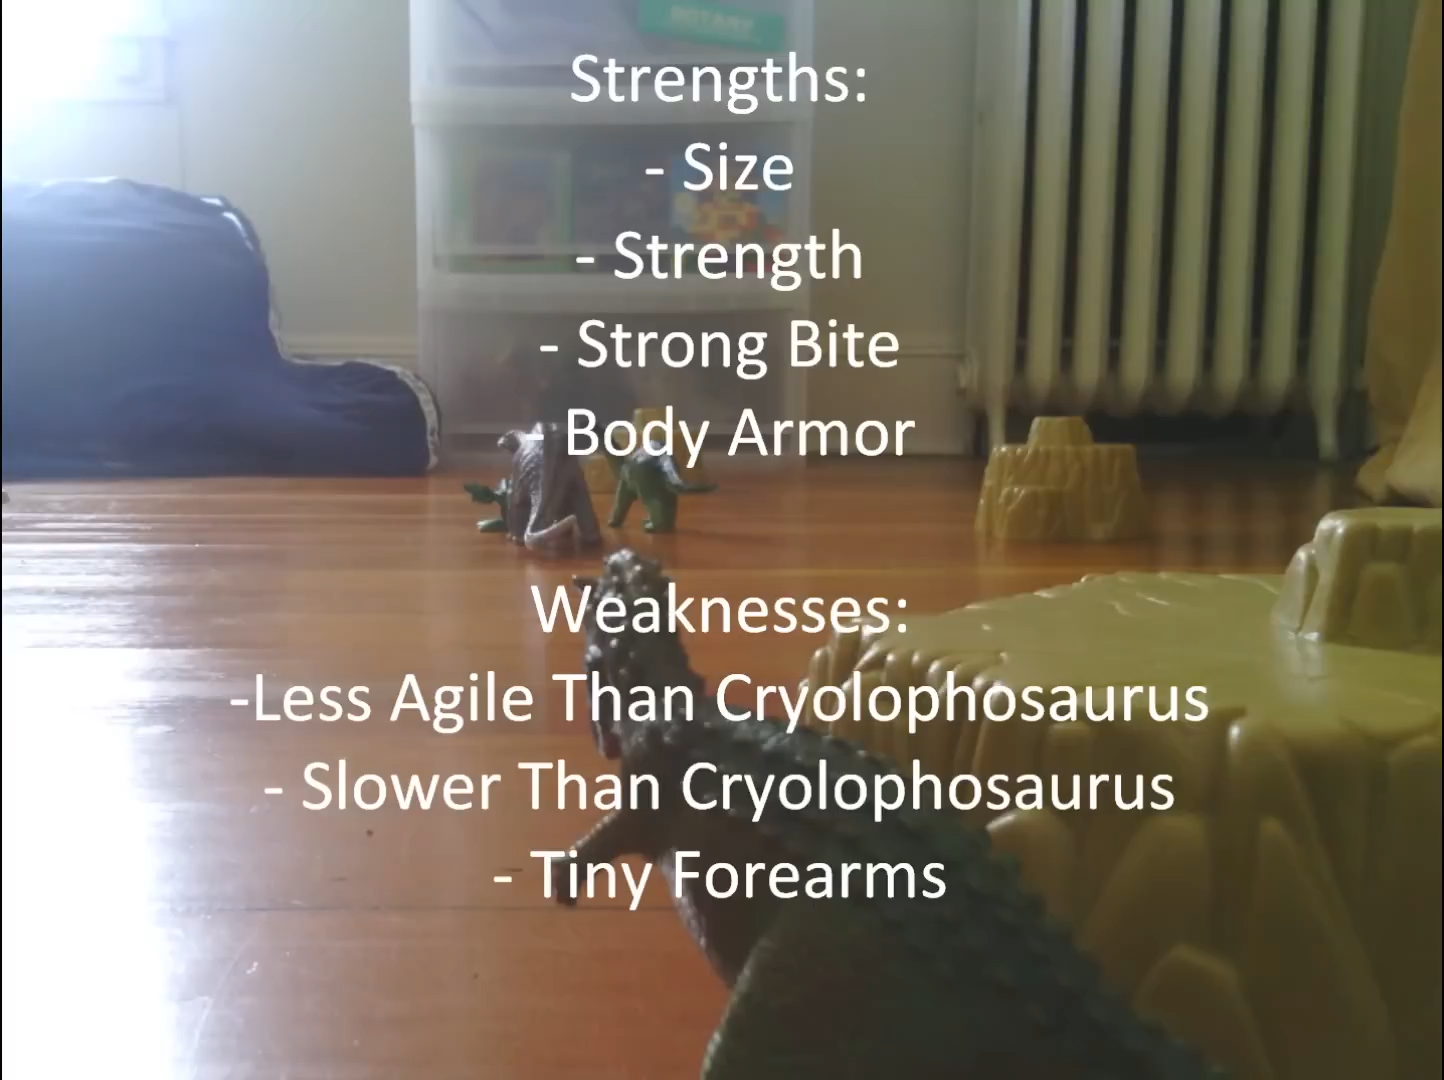 Strengths:
- Size
- Strength
- Strong Bite
- Body Armor
Weaknesses:
-Less Agile Than Cryolophosaurus
- Slower Than Cryolophosaurus
- Tiny Forearms